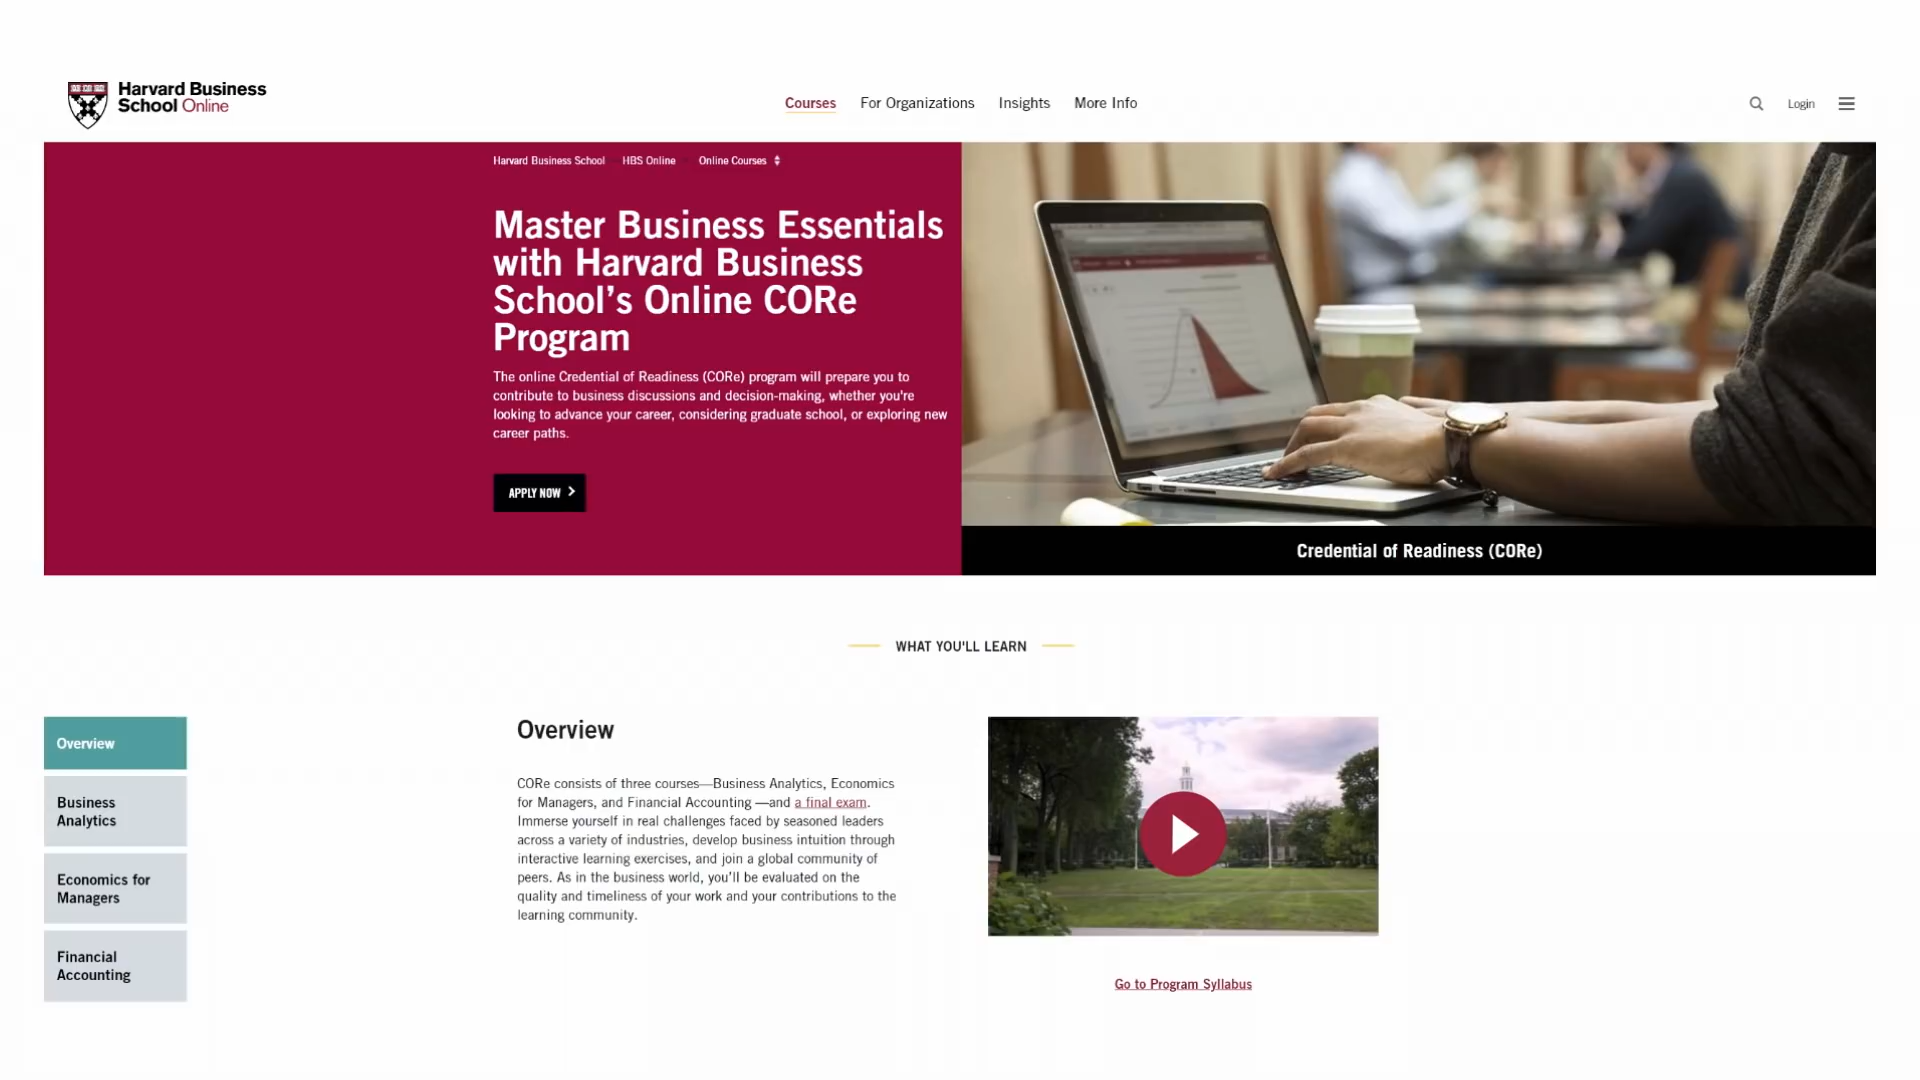 Harvard Business
School Online
Courses For Organizations Insights More Info
Login
Harvard Business School HBS Online Online Courses
Master Business Essentials
with Harvard Business
School’s Online CORe
Program
The online Credential of Readiness (CORe) program will prepare you to
contribute to business discussions and decision-making, whether you're
looking to advance your career, considering graduate school, or exploring new
career paths.
APPLY NOW
Credential of Readiness (CORe)
WHAT YOU'LL LEARN
Overview
Business
Analytics
Economics for
Managers
Financial
Accounting
Overview
CORe consists of three courses—Business Analytics, Economics
for Managers, and Financial Accounting —and a final exam.
Immerse yourself in real challenges faced by seasoned leaders
across a variety of industries, develop business intuition through
interactive learning exercises, and join a global community of
peers. As in the business world, you’ll be evaluated on the
quality and timeliness of your work and your contributions to the
learning community.
Go to Program Syllabus